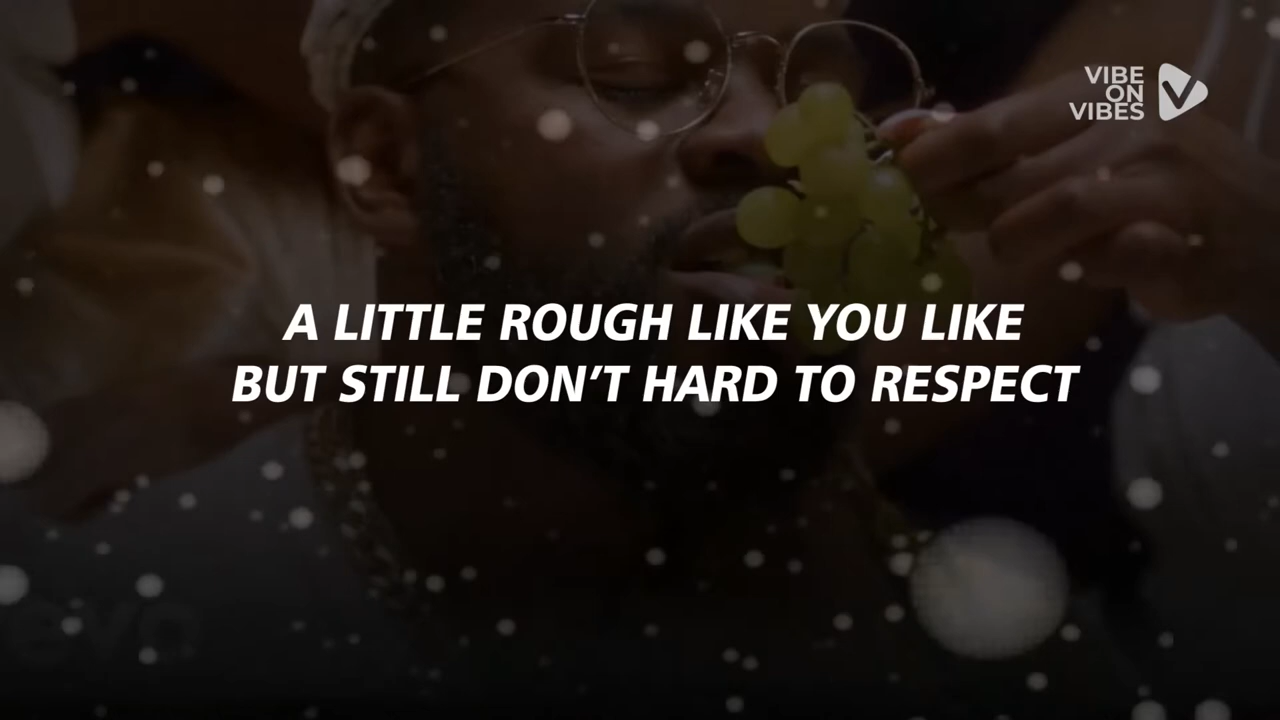 VIBE
ON
VIBES
A LITTLE ROUGH LIKE YOU LIKE
BUT STILL DON'T HARD TO RESPECT